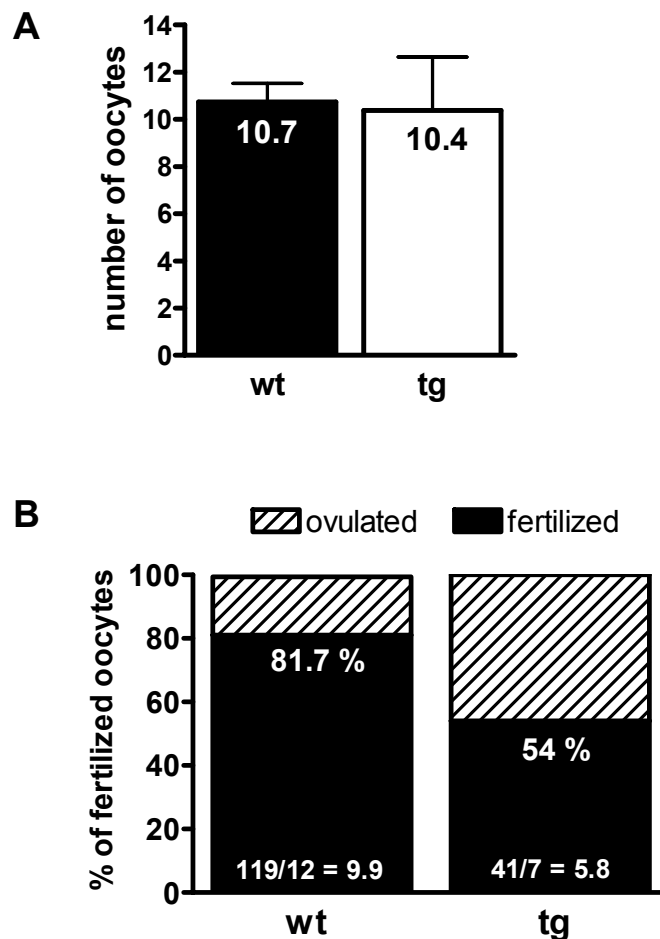 A
number of oocytes
14
12
10
8
6
4
2
0
10.7
10.4
wt
tg
B
ovulated
fertilized
% of fertilized oocytes
100
80
60
40
20
0
81.7 %
54 %
119/12 = 9.9
41/7 = 5.8
wt
tg